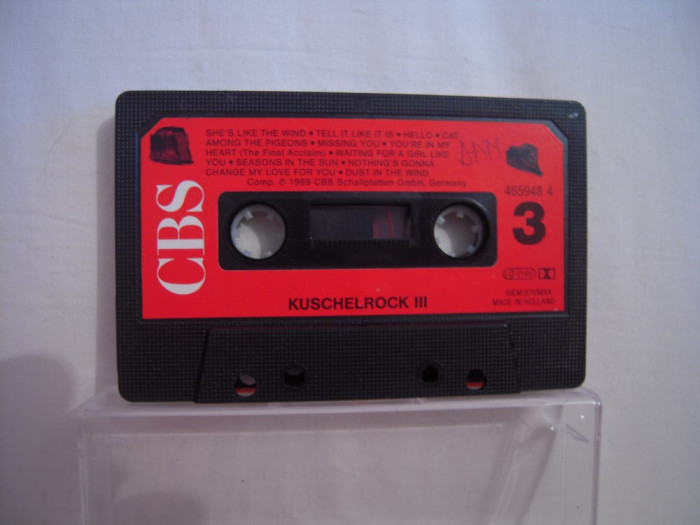 SHE'S LIKE THE WIND • TELL IT LIKE IT IS • HELLO • CAT
AMONG THE PIGEONS • MISSING YOU • YOU'RE IN MY
HEART (The Final Acclaim) • WAITING FOR A GIRL LIKE
YOU • SEASONS IN THE SUN • NOTHING'S GONNA
CHANGE MY LOVE FOR YOU • DUST IN THE WIND
Comp. ℗ 1989 CBS Schallplatten GmbH, Germany
465948 4
3
CBS
KUSCHELROCK III
BIEM/STEMRA
MADE IN HOLLAND